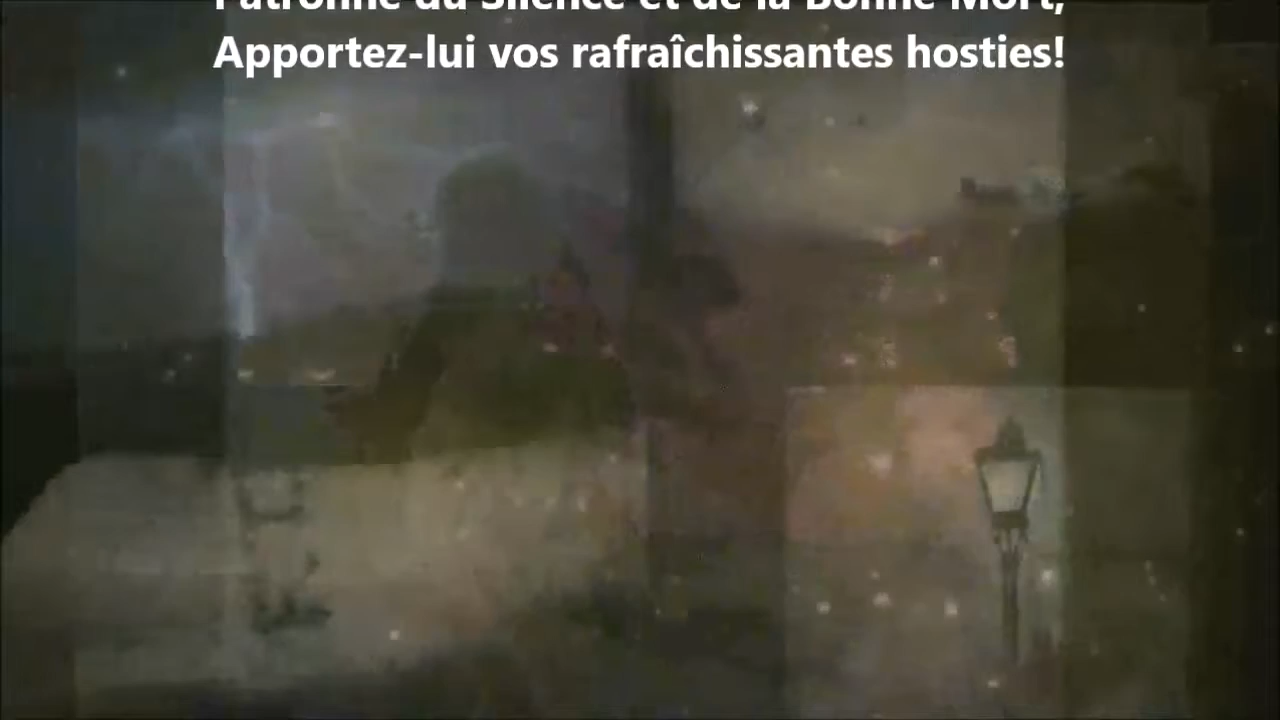 Patronne du Silence et de la Bonne Mort,
Apportez-lui vos rafraîchissantes hosties!